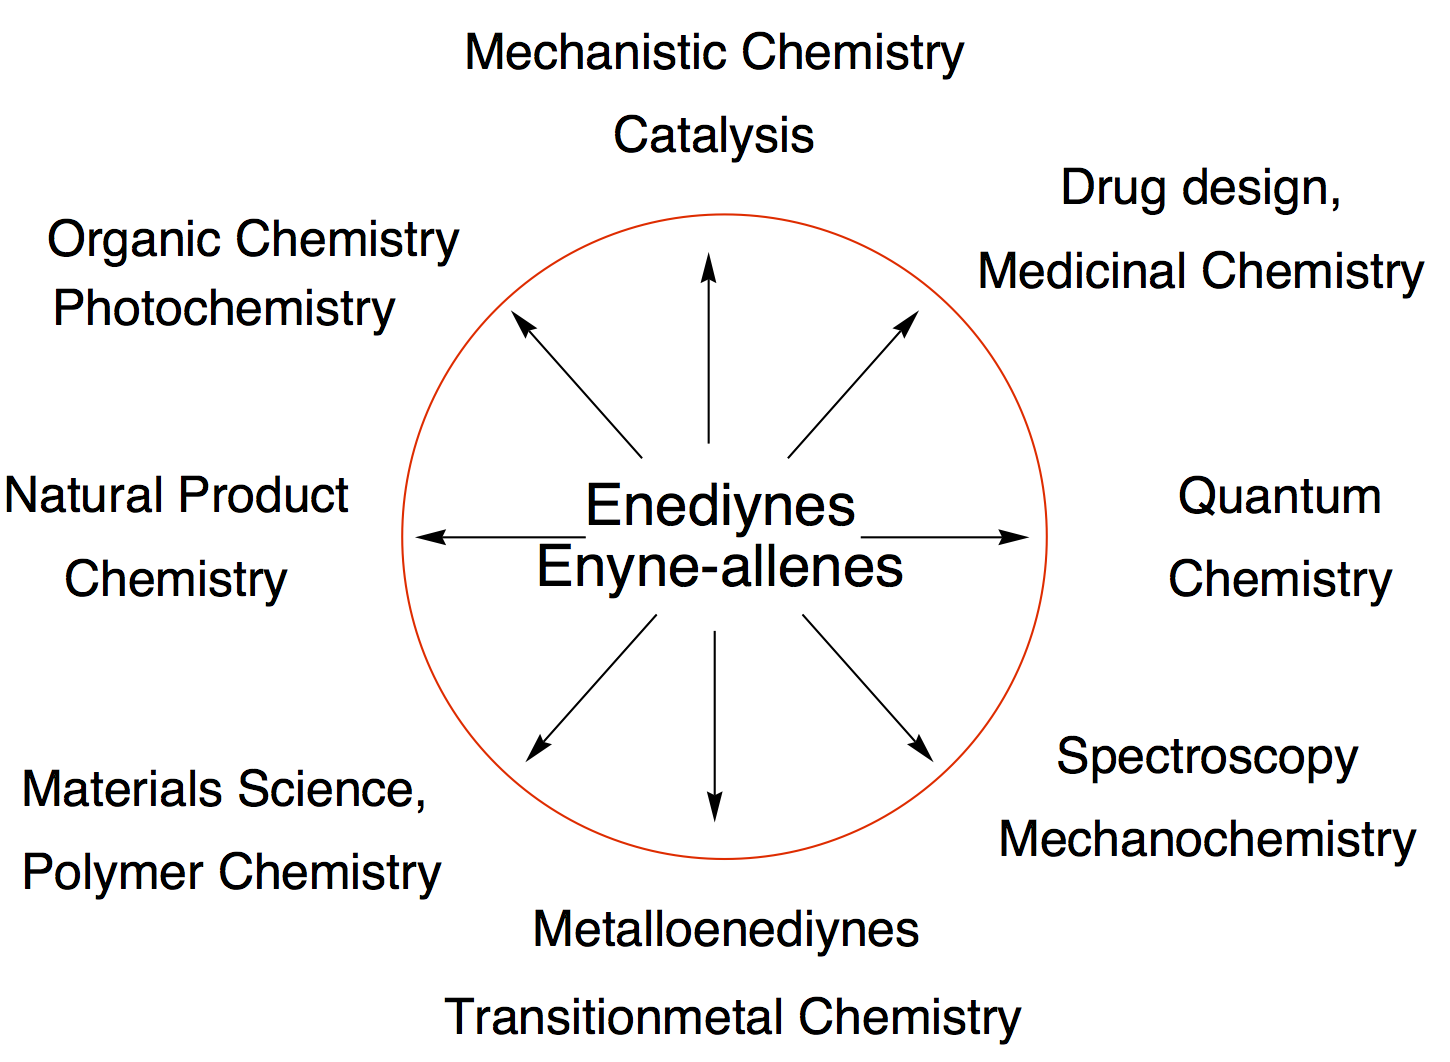 Mechanistic Chemistry
Catalysis
Drug design,
Medicinal Chemistry
Organic Chemistry
Photochemistry
Natural Product
Chemistry
Enediynes
Enyne-allenes
Quantum
Chemistry
Materials Science,
Polymer Chemistry
Spectroscopy
Mechanochemistry
Metalloenediynes
Transitionmetal Chemistry